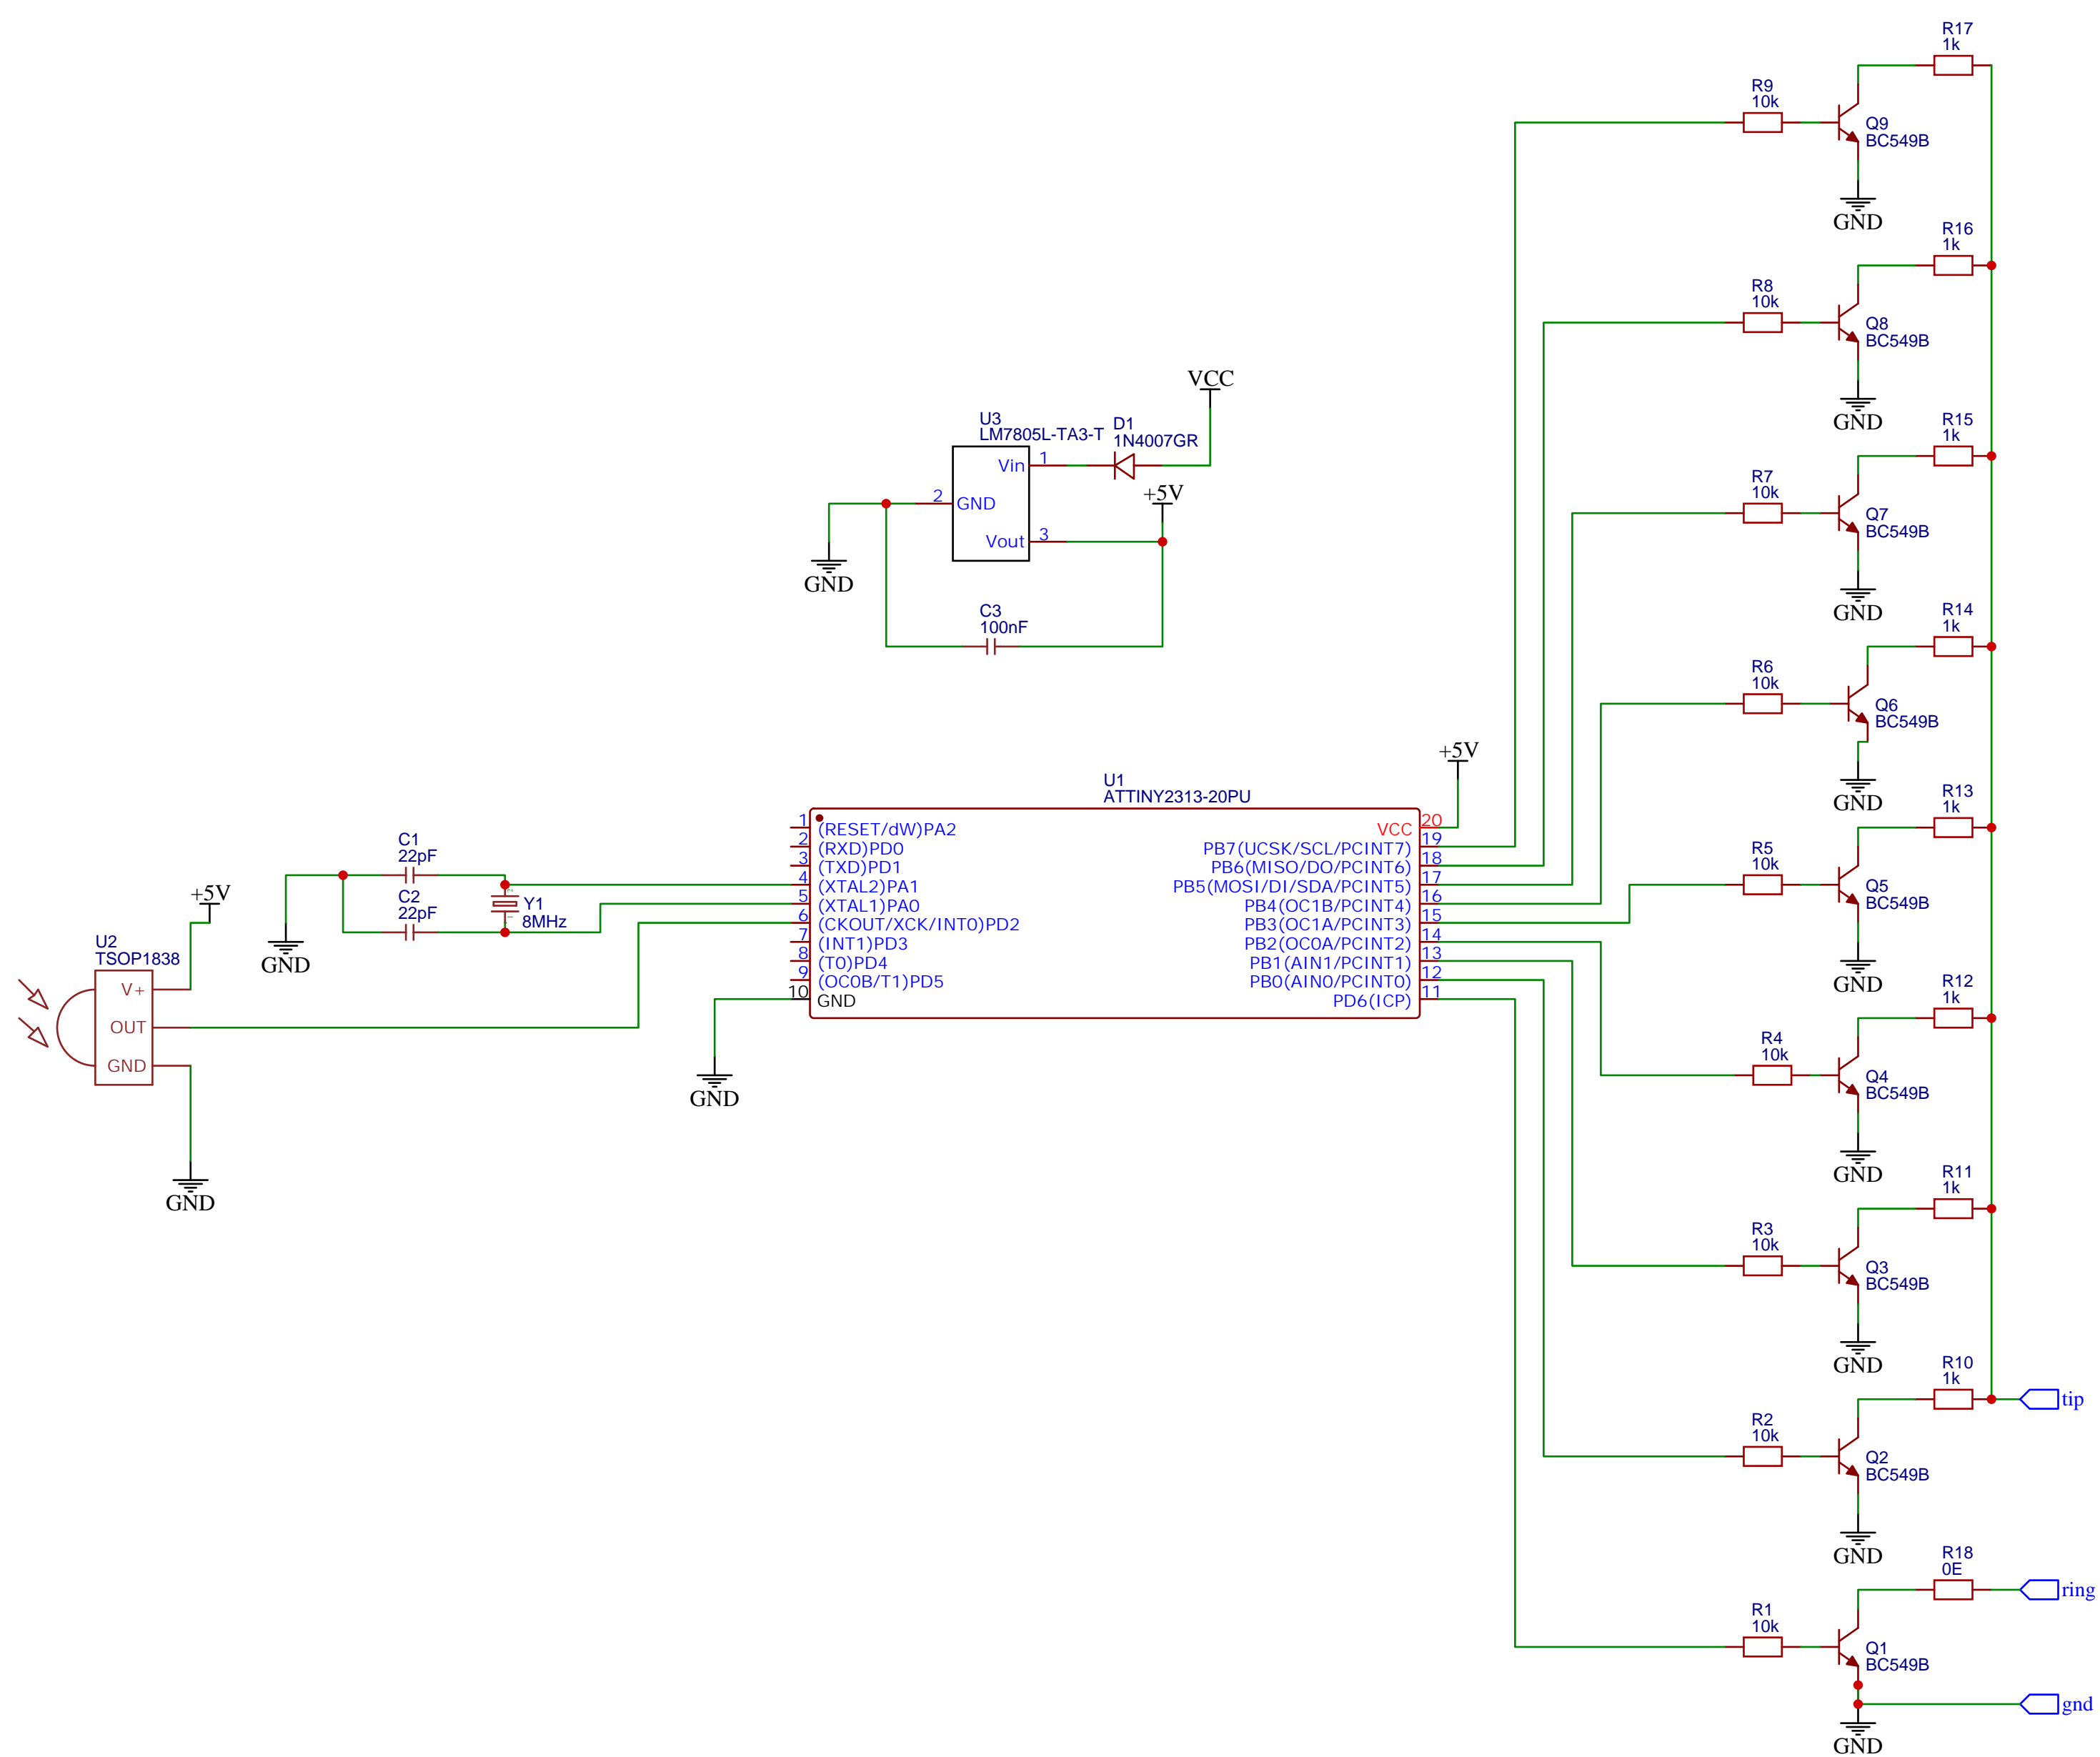 R17
1k
R9
10k
Q9
BC549B
GND
R16
1k
R8
10k
Q8
BC549B
GND
R15
1k
R7
10k
Q7
BC549B
GND
R14
1k
R6
10k
Q6
BC549B
GND
R13
1k
R5
10k
Q5
BC549B
GND
R12
1k
R4
10k
Q4
BC549B
GND
R11
1k
R3
10k
Q3
BC549B
GND
R10
1k
tip
R2
10k
Q2
BC549B
GND
R18
0E
ring
R1
10k
Q1
BC549B
gnd
GND
VCC
U3
LM7805L-TA3-T
D1
1N4007GR
Vin 1
+5V
2 GND
Vout 3
GND
C3
100nF
+5V
U1
ATTINY2313-20PU
1 (RESET/dW)PA2
2 (RXD)PD0
3 (TXD)PD1
4 (XTAL2)PA1
5 (XTAL1)PA0
6 (CKOUT/XCK/INT0)PD2
7 (INT1)PD3
8 (T0)PD4
9 (OC0B/T1)PD5
10 GND
VCC 20
PB7(UCSK/SCL/PCINT7) 19
PB6(MISO/DO/PCINT6) 18
PB5(MOSI/DI/SDA/PCINT5) 17
PB4(OC1B/PCINT4) 16
PB3(OC1A/PCINT3) 15
PB2(OC0A/PCINT2) 14
PB1(AIN1/PCINT1) 13
PB0(AIN0/PCINT0) 12
PD6(ICP) 11
GND
C1
22pF
C2
22pF
Y1
8MHz
GND
+5V
U2
TSOP1838
V+
OUT
GND
GND